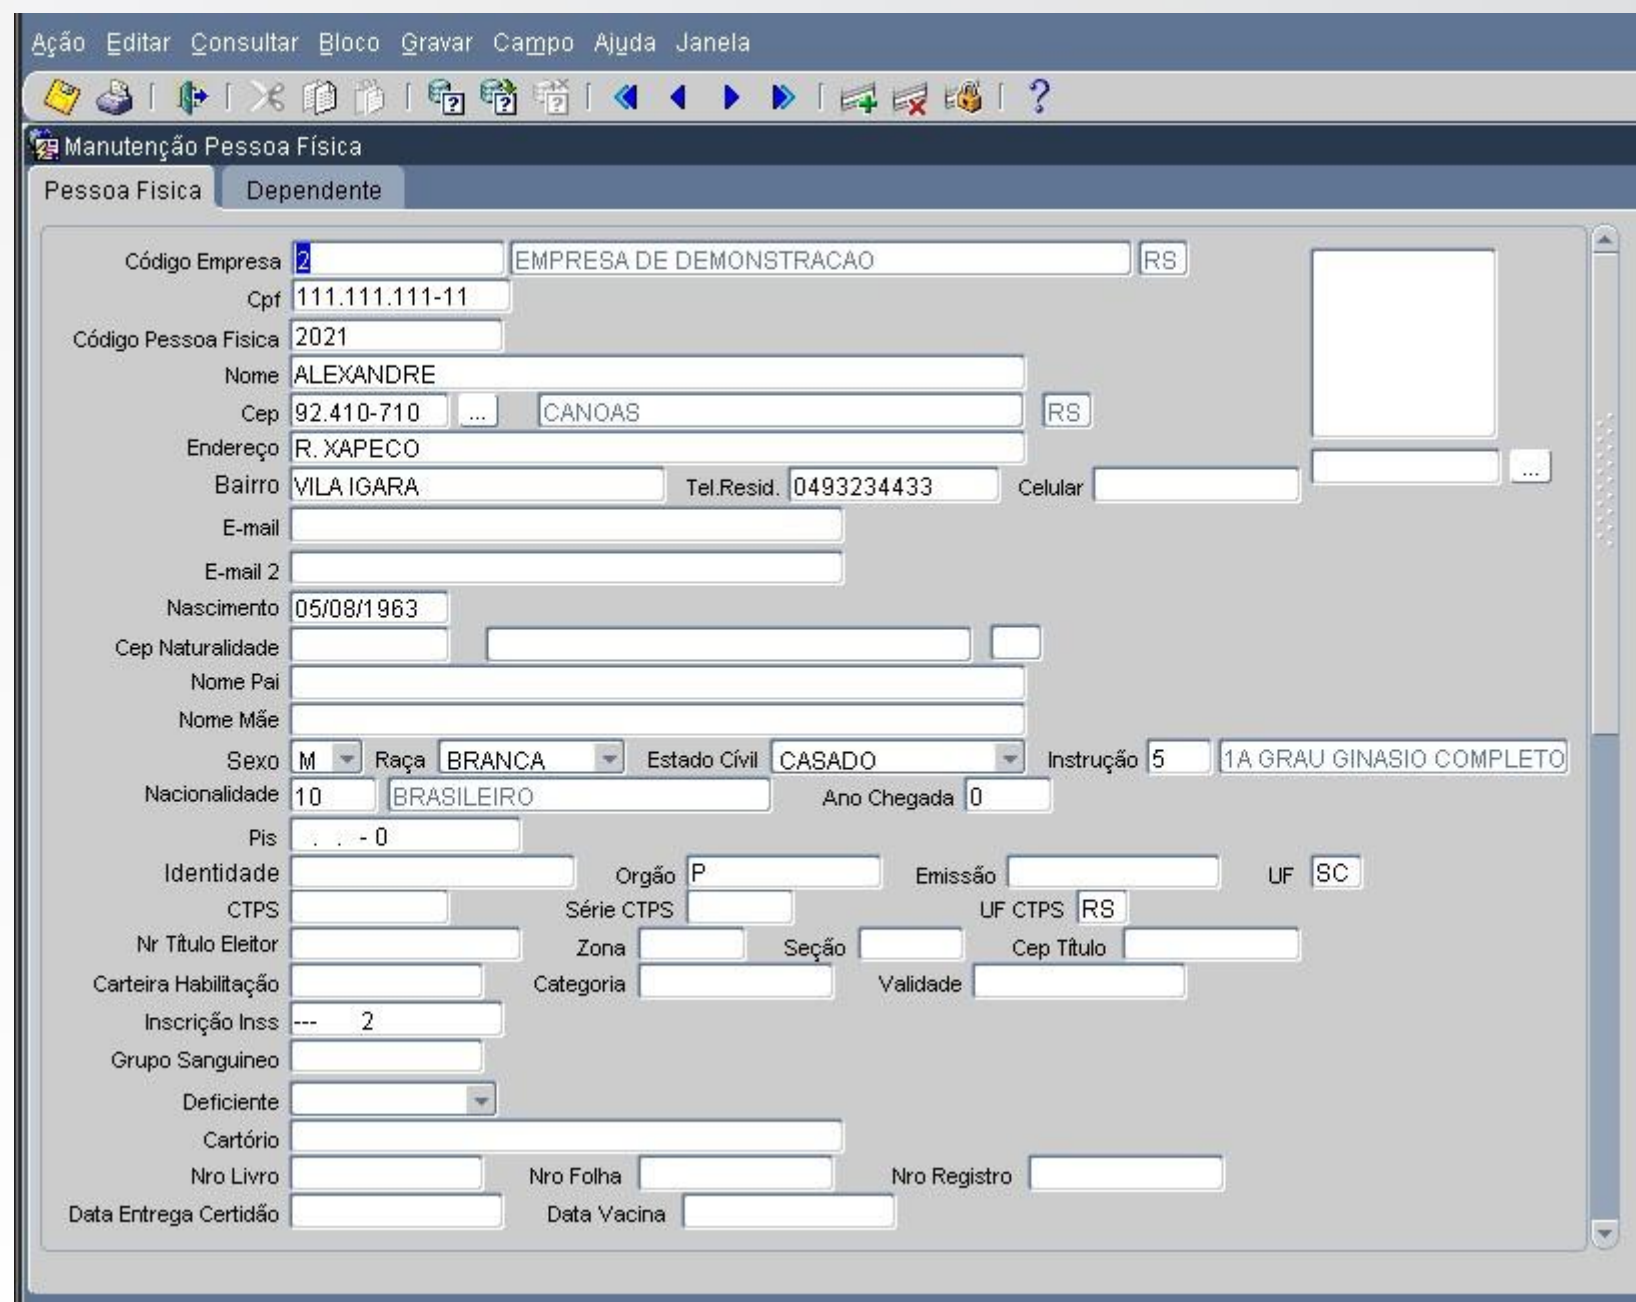 Ação Editar Consultar Bloco Gravar Campo Ajuda Janela
Manutenção Pessoa Física
Pessoa Fisica Dependente
Código Empresa 2 EMPRESA DE DEMONSTRACAO RS
Cpf 111.111.111-11
Código Pessoa Fisica 2021
Nome ALEXANDRE
Cep 92.410-710 ... CANOAS RS
Endereço R. XAPECO
...
Bairro VILA IGARA Tel.Resid. 0493234433 Celular
E-mail
E-mail 2
Nascimento 05/08/1963
Cep Naturalidade
Nome Pai
Nome Mãe
Sexo M Raça BRANCA Estado Cívil CASADO Instrução 5 1A GRAU GINASIO COMPLETO
Nacionalidade 10 BRASILEIRO Ano Chegada 0
Pis . . - 0
Identidade Orgão P Emissão UF SC
CTPS Série CTPS UF CTPS RS
Nr Título Eleitor Zona Seção Cep Título
Carteira Habilitação Categoria Validade
Inscrição Inss --- 2
Grupo Sanguineo
Deficiente
Cartório
Nro Livro Nro Folha Nro Registro
Data Entrega Certidão Data Vacina